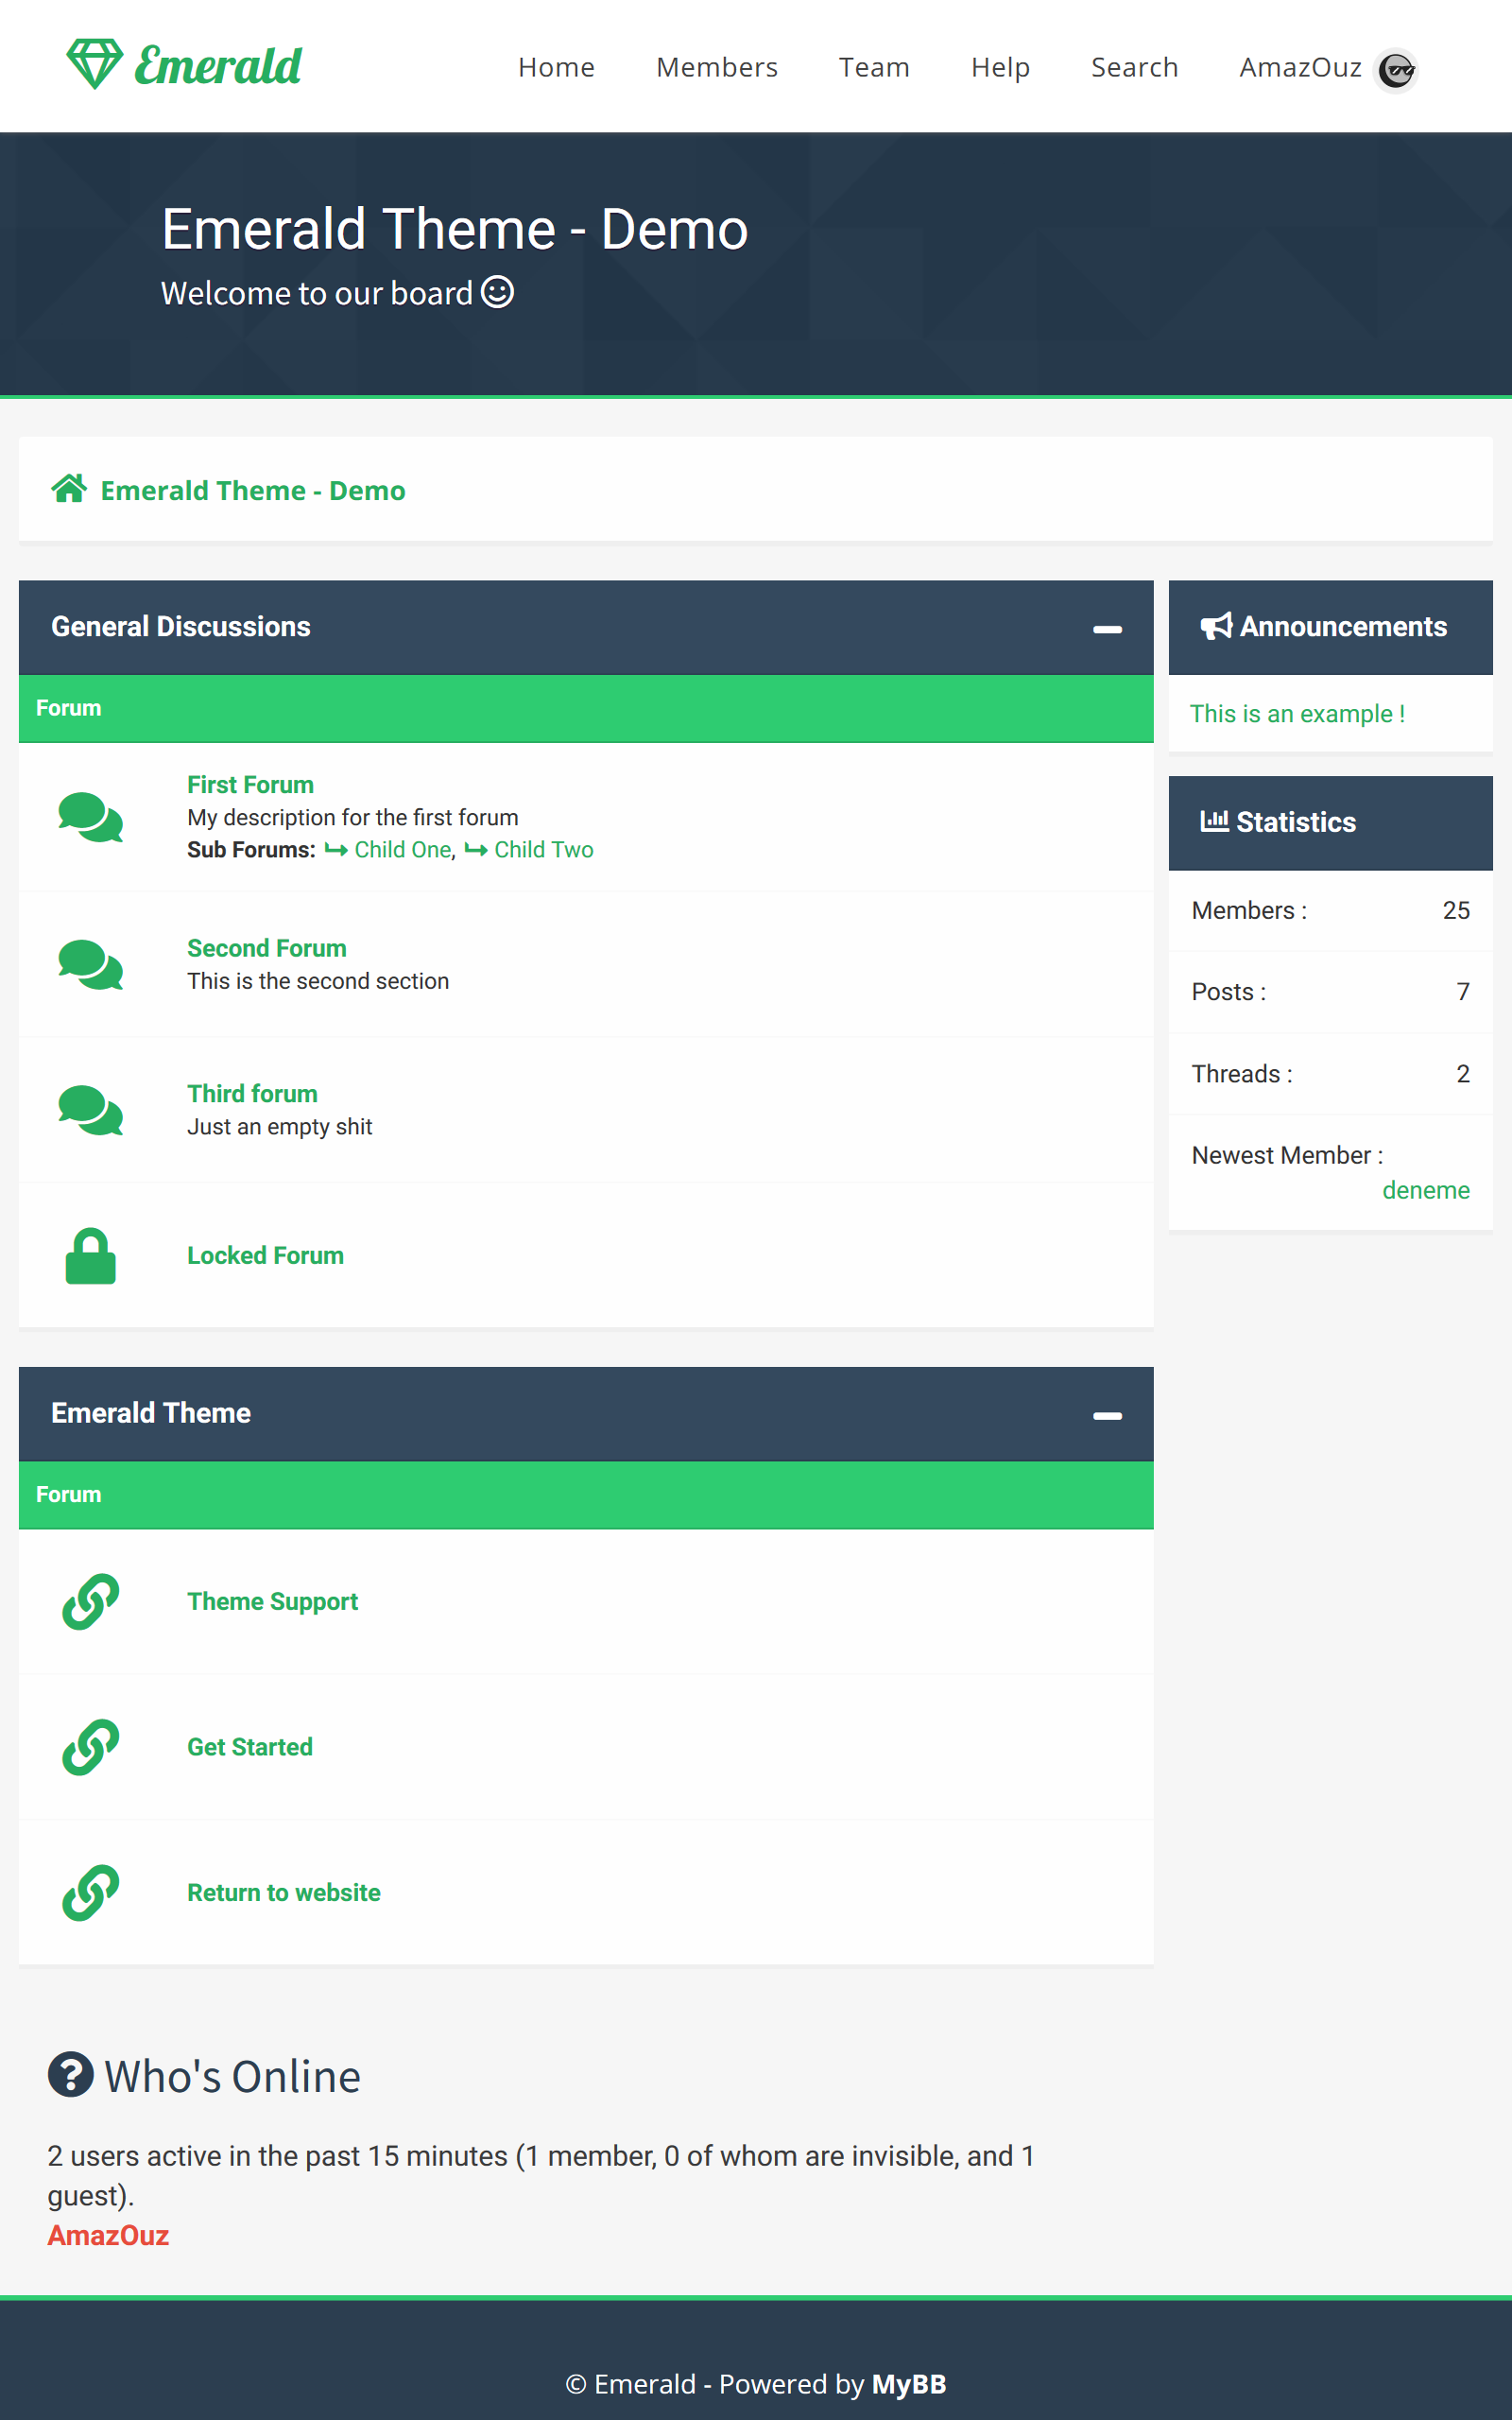 Emerald
Home Members Team Help Search AmazOuz
Emerald Theme - Demo
Welcome to our board
Emerald Theme - Demo
General Discussions
Forum
First Forum
My description for the first forum
Sub Forums: Child One, Child Two
Second Forum
This is the second section
Third forum
Just an empty shit
Locked Forum
Announcements
This is an example !
Statistics
Members : 25
Posts : 7
Threads : 2
Newest Member :
deneme
Emerald Theme
Forum
Theme Support
Get Started
Return to website
Who's Online
2 users active in the past 15 minutes (1 member, 0 of whom are invisible, and 1
guest).
AmazOuz
© Emerald - Powered by MyBB